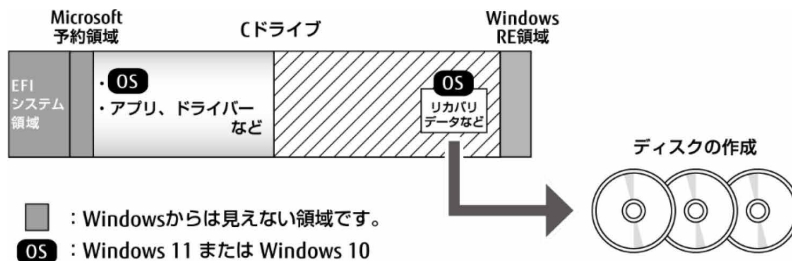 Microsoft
予約領域
Cドライブ
Windows
RE領域
EFI
システム
領域
・OS
・アプリ、ドライバー
など
OS
リカバリ
データなど
ディスクの作成
：Windowsからは見えない領域です。
OS：Windows 11 または Windows 10